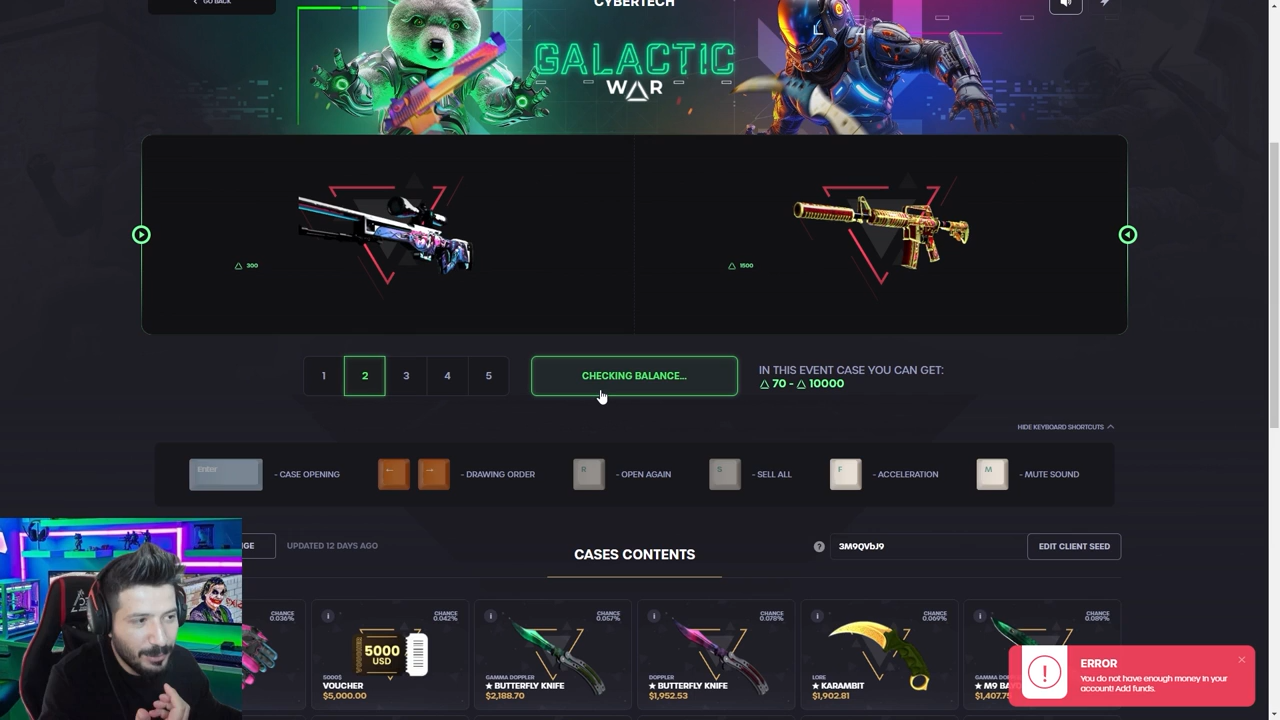 GO BACK
CYBERTECH
GALACTIC
WAR
300
1500
1
2
3
4
5
CHECKING BALANCE...
IN THIS EVENT CASE YOU CAN GET:
70 - 10000
HIDE KEYBOARD SHORTCUTS
Enter
- CASE OPENING
←
→
- DRAWING ORDER
R
- OPEN AGAIN
S
- SELL ALL
F
- ACCELERATION
M
- MUTE SOUND
UPDATED 12 DAYS AGO
CASES CONTENTS
?
EDIT CLIENT SEED
CHANCE
0.036%
i
CHANCE
0.042%
5000
USD
5000$
VOUCHER
$5,000.00
i
CHANCE
0.057%
GAMMA DOPPLER
★ BUTTERFLY KNIFE
$2,188.70
i
CHANCE
0.078%
DOPPLER
★ BUTTERFLY KNIFE
$1,952.53
i
CHANCE
0.069%
LORE
★ KARAMBIT
$1,902.81
i
CHANCE
0.089%
★ M9
ERROR
You do not have enough money in your
account! Add funds.